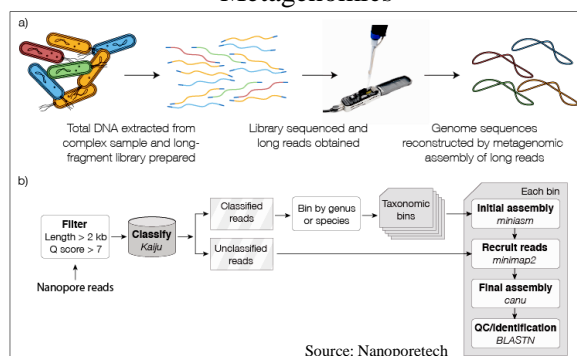 Metagenomics
a)
Total DNA extracted from
complex sample and long-
fragment library prepared
Library sequenced and
long reads obtained
Genome sequences
reconstructed by metagenomic
assembly of long reads
b)
Each bin
Filter
Length > 2 kb
Q score > 7
Nanopore reads
Classify
Kaiju
Classified
reads
Unclassified
reads
Bin by genus
or species
Taxonomic
bins
Initial assembly
miniasm
Recruit reads
minimap2
Final assembly
canu
QC/Identification
BLASTN
Source: Nanoporetech